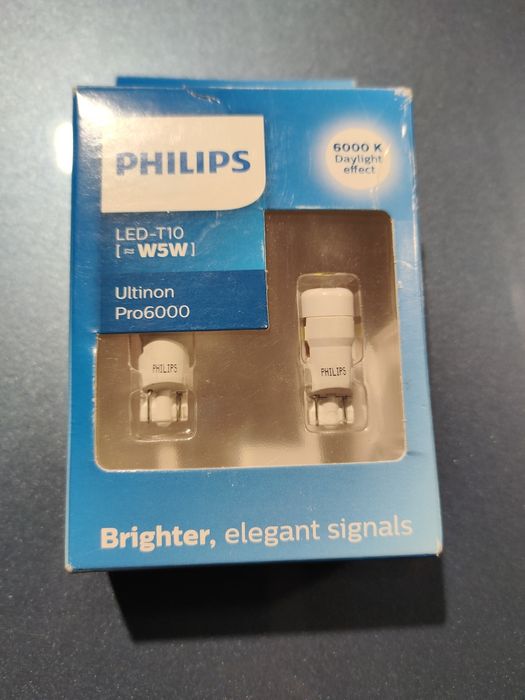 PHILIPS
6000 K
Daylight
effect
LED-T10
[≈ W5W]
Ultinon
Pro6000
PHILIPS
PHILIPS
Brighter, elegant signals